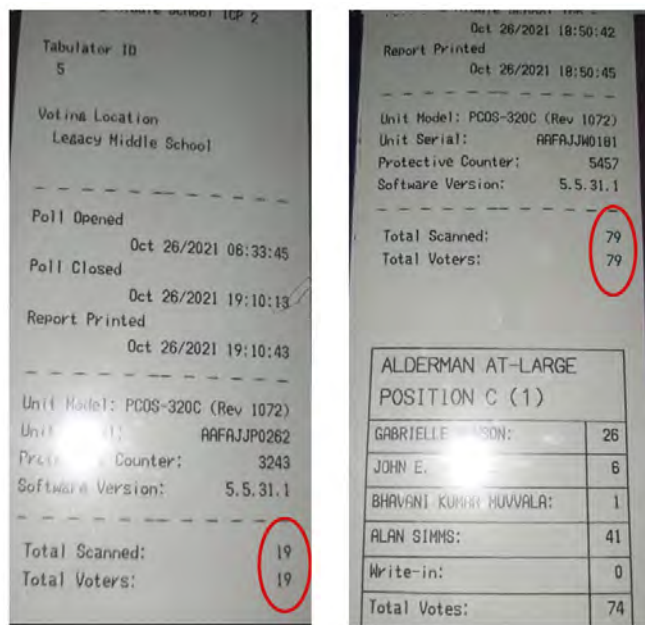 School ICP 2
Tabulator ID
5
Voting Location
Legacy Middle School
Poll Opened
Oct 26/2021 06:33:45
Poll Closed
Oct 26/2021 19:10:13
Report Printed
Oct 26/2021 19:10:43
Unit Model: PCOS-320C (Rev 1072)
AAFAJJP0262
Counter: 3243
Software Version: 5.5.31.1
Total Scanned: 19
Total Voters: 19
Oct 26/2021 18:50:42
Report Printed
Oct 26/2021 18:50:45
Unit Model: PCOS-320C (Rev 1072)
Unit Serial: AAFAJJW0181
Protective Counter: 5457
Software Version: 5.5.31.1
Total Scanned: 79
Total Voters: 79
ALDERMAN AT-LARGE
POSITION C (1)
GABRIELLE 26
JOHN E. 6
BHAVANI KUMAR MUVVALA: 1
ALAN SIMMS: 41
Write-in: 0
Total Votes: 74